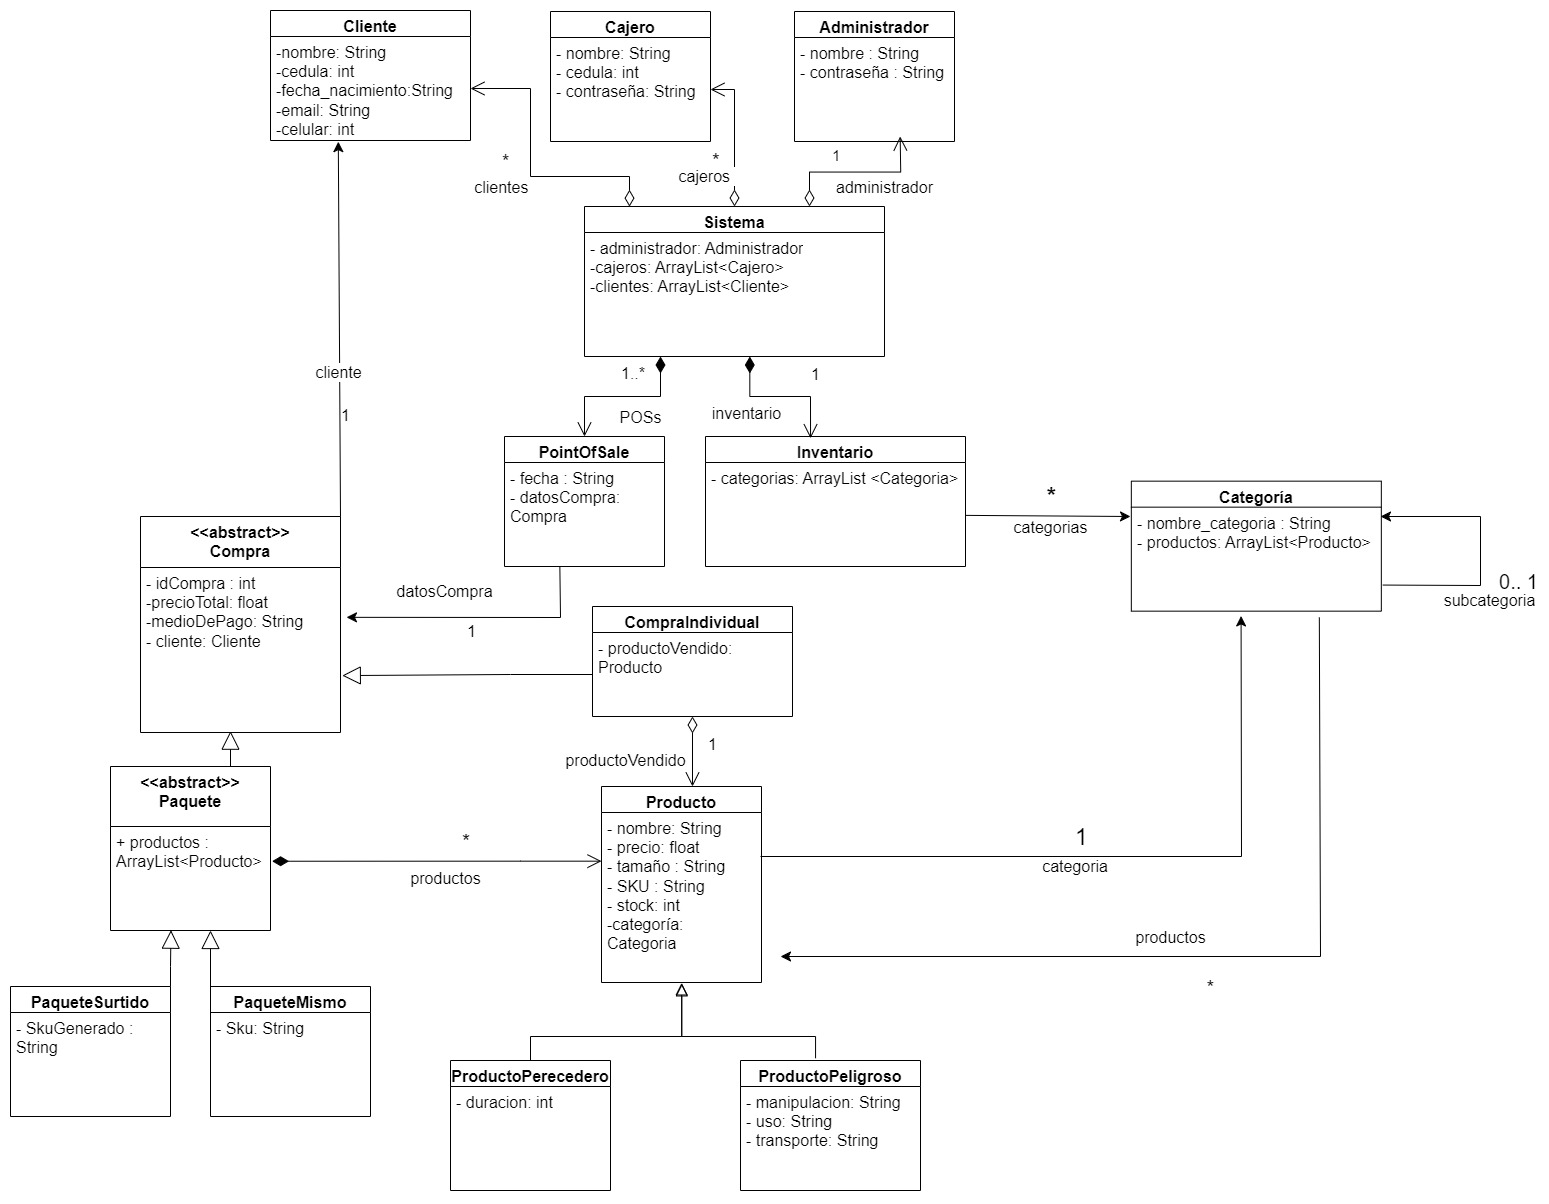 Cliente
-nombre: String
-cedula: int
-fecha_nacimiento:String
-email: String
-celular: int
Cajero
- nombre: String
- cedula: int
- contraseña: String
Administrador
- nombre : String
- contraseña : String
*
clientes
*
cajeros
1
administrador
Sistema
- administrador: Administrador
-cajeros: ArrayList<Cajero>
-clientes: ArrayList<Cliente>
cliente
1
1..*
POSs
1
inventario
PointOfSale
- fecha : String
- datosCompra:
Compra
Inventario
- categorias: ArrayList <Categoria>
*
categorias
Categoría
- nombre_categoria : String
- productos: ArrayList<Producto>
0.. 1
subcategoria
<<abstract>>
Compra
- idCompra : int
-precioTotal: float
-medioDePago: String
- cliente: Cliente
datosCompra
1
CompraIndividual
- productoVendido:
Producto
1
productoVendido
<<abstract>>
Paquete
+ productos :
ArrayList<Producto>
*
productos
Producto
- nombre: String
- precio: float
- tamaño : String
- SKU : String
- stock: int
-categoría:
Categoria
1
categoria
productos
*
PaqueteSurtido
- SkuGenerado :
String
PaqueteMismo
- Sku: String
ProductoPerecedero
- duracion: int
ProductoPeligroso
- manipulacion: String
- uso: String
- transporte: String